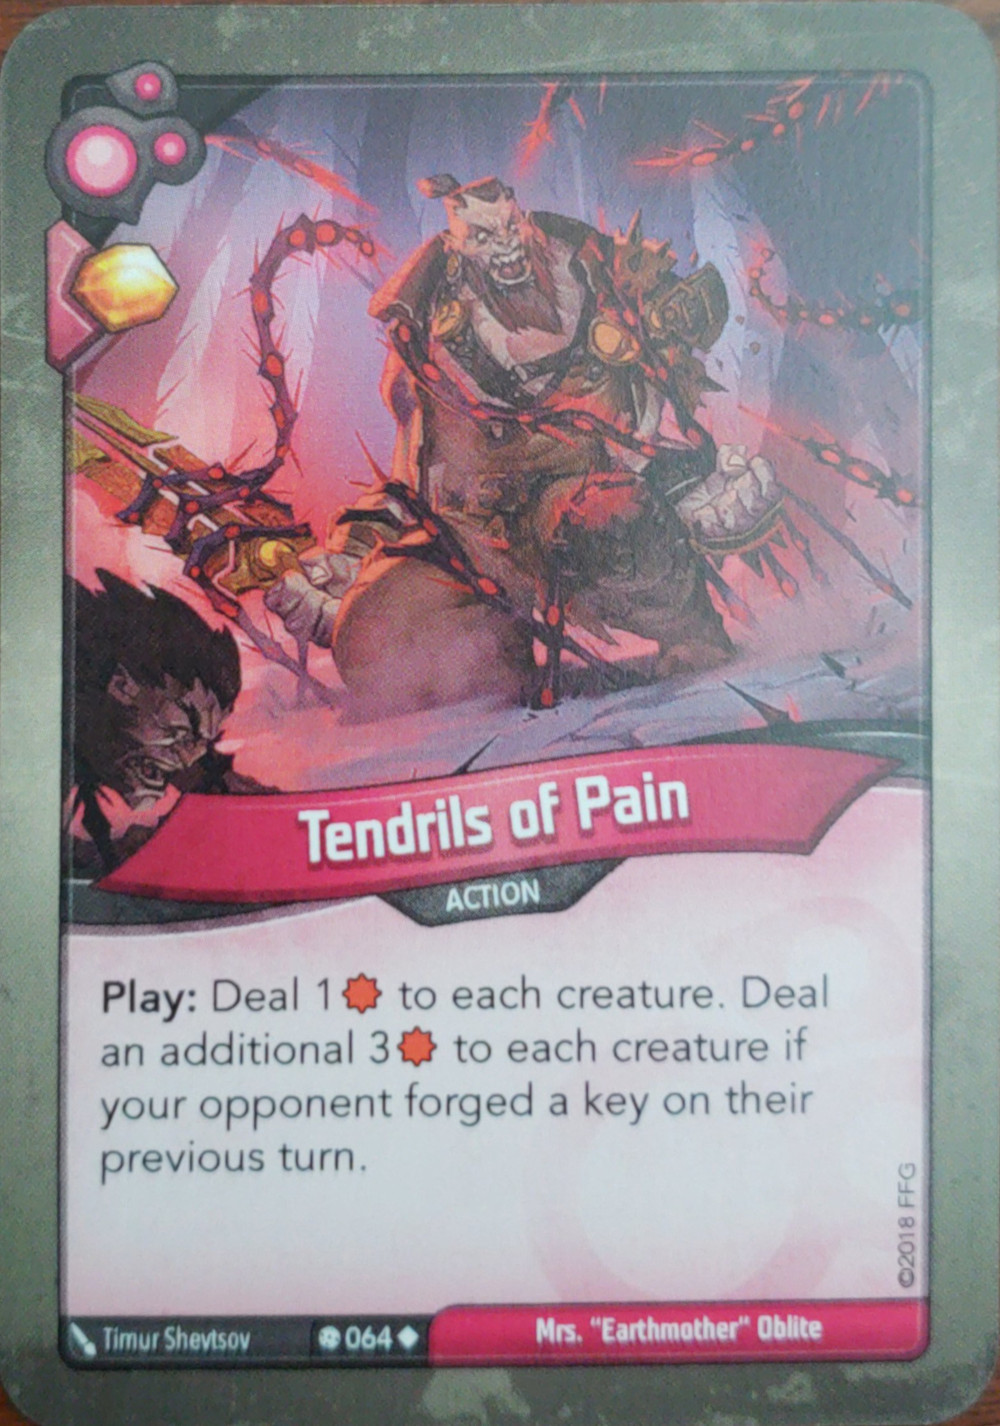 Tendrils of Pain
ACTION
Play: Deal 1 to each creature. Deal
an additional 3 to each creature if
your opponent forged a key on their
previous turn.
©2018 FFG
Timur Shevtsov
064
Mrs. "Earthmother" Oblite